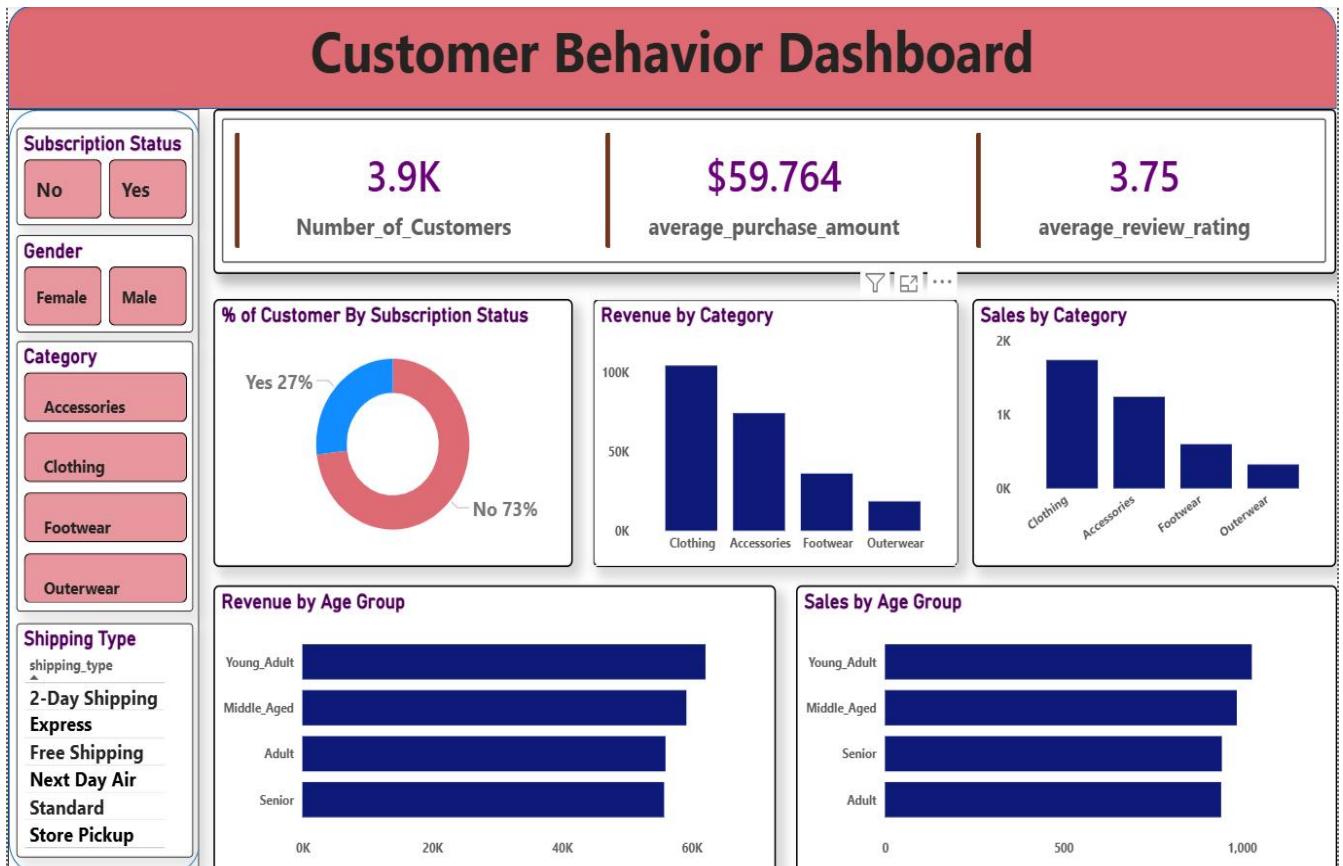 Customer Behavior Dashboard
Subscription Status
No
Yes
Gender
Female
Male
Category
Accessories
Clothing
Footwear
Outerwear
Shipping Type
shipping_type
2-Day Shipping
Express
Free Shipping
Next Day Air
Standard
Store Pickup
3.9K
Number_of_Customers
$59.764
average_purchase_amount
3.75
average_review_rating
% of Customer By Subscription Status
Yes 27%
No 73%
Revenue by Category
100K
50K
0K
Clothing Accessories Footwear Outerwear
Sales by Category
2K
1K
0K
Clothing Accessories Footwear Outerwear
Revenue by Age Group
Young_Adult
Middle_Aged
Adult
Senior
0K 20K 40K 60K
Sales by Age Group
Young_Adult
Middle_Aged
Senior
Adult
0 500 1,000